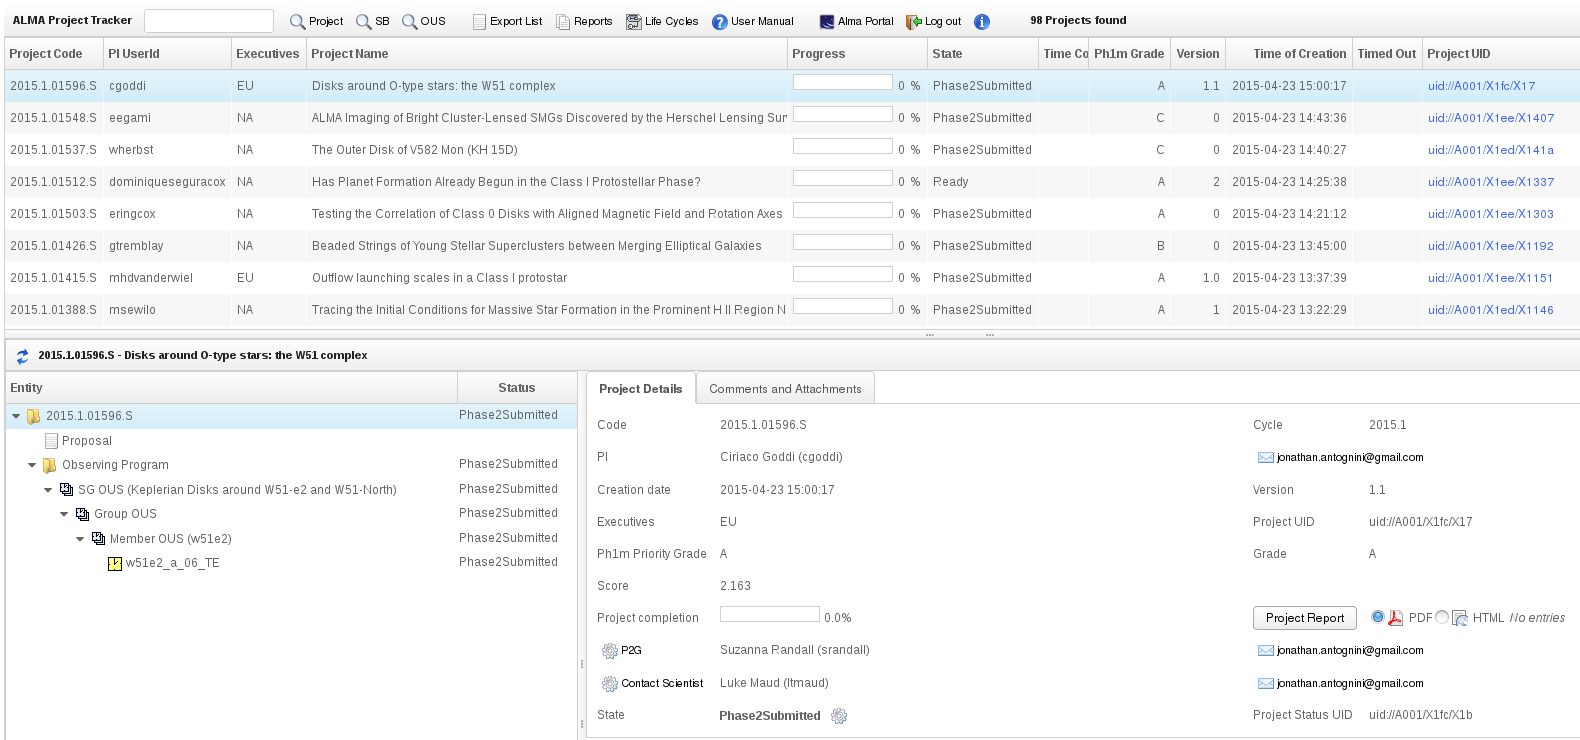 ALMA Project Tracker Project SB OUS Export List Reports Life Cycles User Manual Alma Portal Log out 98 Projects found
Project Code PI UserId Executives Project Name Progress State Time Co Ph1m Grade Version Time of Creation Timed Out Project UID
2015.1.01596.S cgoddi EU Disks around O-type stars: the W51 complex 0 % Phase2Submitted A 1.1 2015-04-23 15:00:17 uid://A001/X1fc/X17
2015.1.01548.S eegami NA ALMA Imaging of Bright Cluster-Lensed SMGs Discovered by the Herschel Lensing Sur 0 % Phase2Submitted C 0 2015-04-23 14:43:36 uid://A001/X1ee/X1407
2015.1.01537.S wherbst NA The Outer Disk of V582 Mon (KH 15D) 0 % Phase2Submitted C 0 2015-04-23 14:40:27 uid://A001/X1ed/X141a
2015.1.01512.S dominiqueseguracox NA Has Planet Formation Already Begun in the Class I Protostellar Phase? 0 % Ready A 2 2015-04-23 14:25:38 uid://A001/X1ee/X1337
2015.1.01503.S eringcox NA Testing the Correlation of Class 0 Disks with Aligned Magnetic Field and Rotation Axes 0 % Phase2Submitted A 0 2015-04-23 14:21:12 uid://A001/X1ee/X1303
2015.1.01426.S gtremblay NA Beaded Strings of Young Stellar Superclusters between Merging Elliptical Galaxies 0 % Phase2Submitted B 0 2015-04-23 13:45:00 uid://A001/X1ee/X1192
2015.1.01415.S mhdvanderwiel EU Outflow launching scales in a Class I protostar 0 % Phase2Submitted A 1.0 2015-04-23 13:37:39 uid://A001/X1ee/X1151
2015.1.01388.S msewilo NA Tracing the Initial Conditions for Massive Star Formation in the Prominent H II Region N 0 % Phase2Submitted A 1 2015-04-23 13:22:29 uid://A001/X1ed/X1146
2015.1.01596.S - Disks around O-type stars: the W51 complex
Entity Status
2015.1.01596.S Phase2Submitted
Proposal
Observing Program Phase2Submitted
SG OUS (Keplerian Disks around W51-e2 and W51-North) Phase2Submitted
Group OUS Phase2Submitted
Member OUS (w51e2) Phase2Submitted
w51e2_a_06_TE Phase2Submitted
Project Details Comments and Attachments
Code 2015.1.01596.S Cycle 2015.1
PI Ciriaco Goddi (cgoddi) jonathan.antognini@gmail.com
Creation date 2015-04-23 15:00:17 Version 1.1
Executives EU Project UID uid://A001/X1fc/X17
Ph1m Priority Grade A Grade A
Score 2.163
Project completion 0.0% Project Report PDF HTML No entries
P2G Suzanna Randall (srandall) jonathan.antognini@gmail.com
Contact Scientist Luke Maud (ltmaud) jonathan.antognini@gmail.com
State Phase2Submitted Project Status UID uid://A001/X1fc/X1b